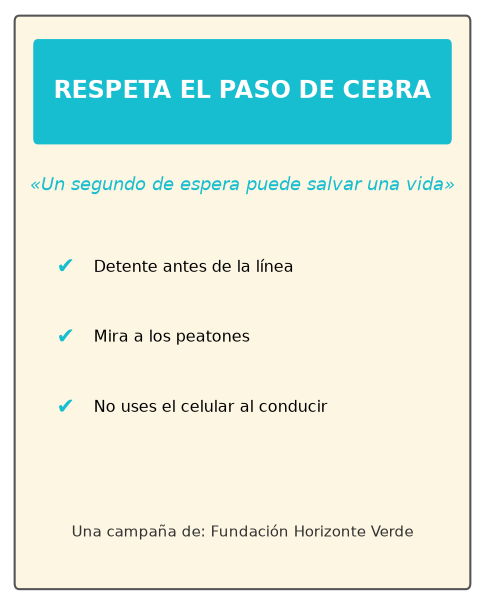 RESPETA EL PASO DE CEBRA
«Un segundo de espera puede salvar una vida»
✔ Detente antes de la línea
✔ Mira a los peatones
✔ No uses el celular al conducir
Una campaña de: Fundación Horizonte Verde